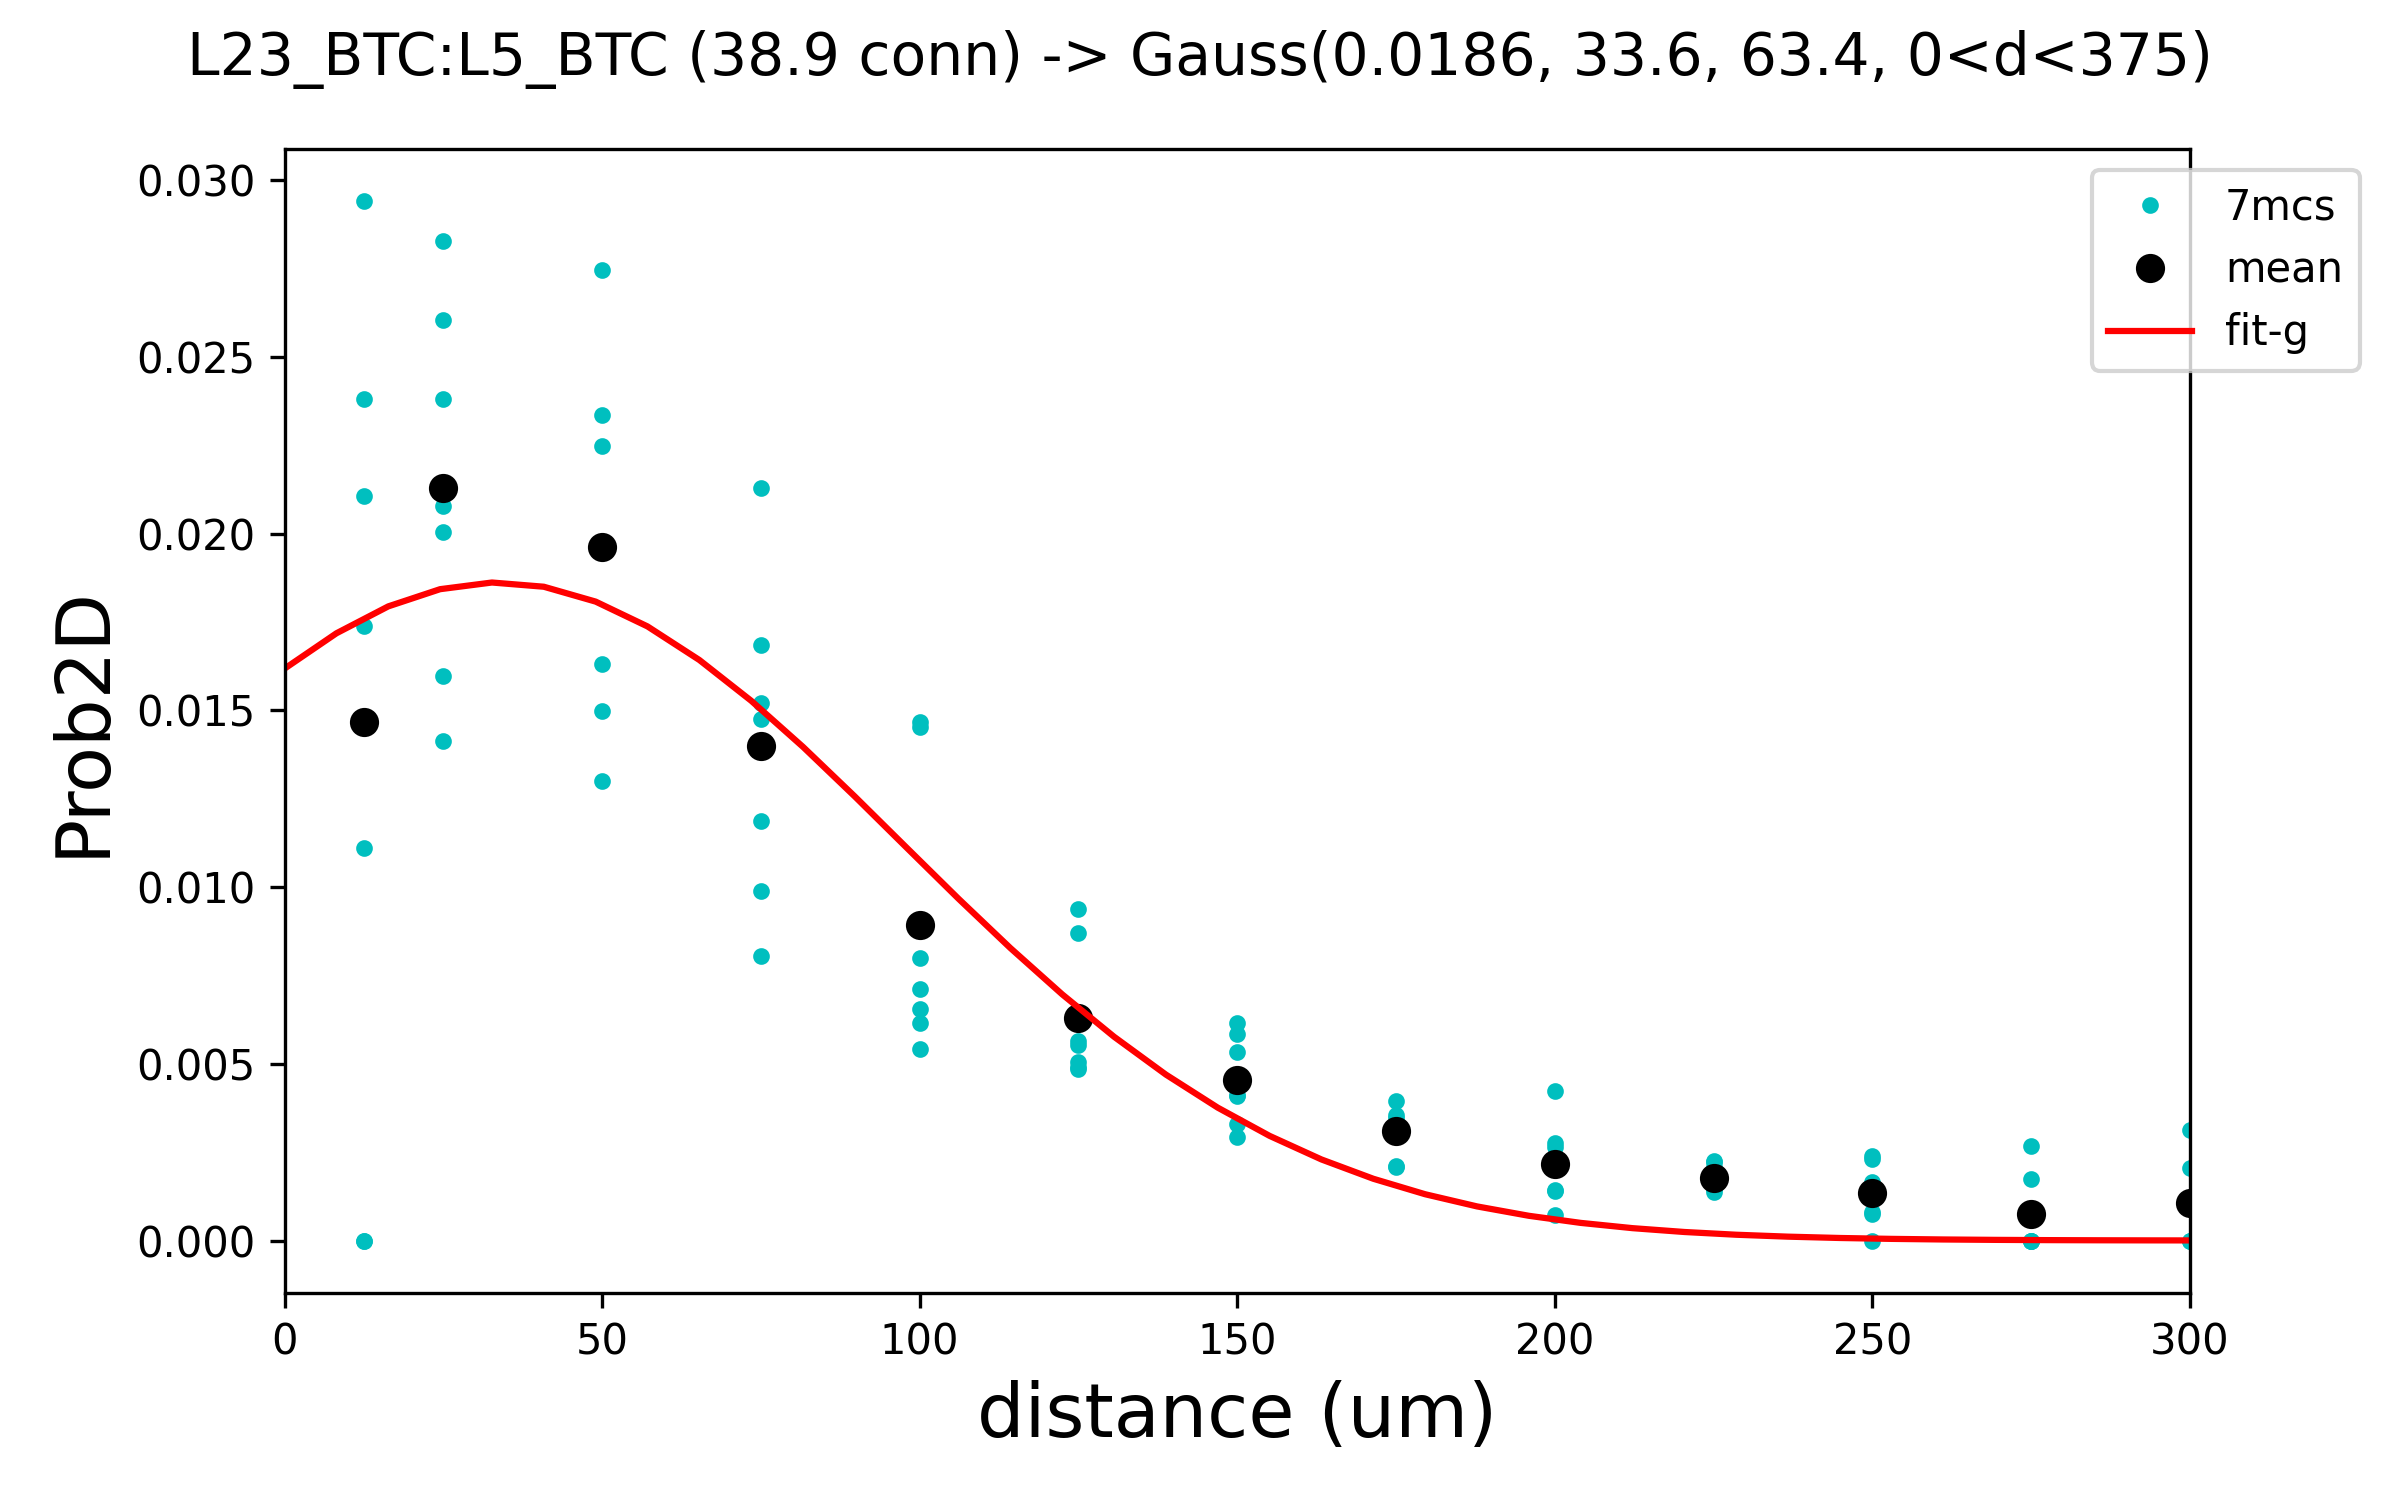 L23_BTC:L5_BTC (38.9 conn) -> Gauss(0.0186, 33.6, 63.4, 0<d<375)
0.030
0.025
0.020
0.015
0.010
0.005
0.000
Prob2D
7mcs
mean
fit-g
0 50 100 150 200 250 300
distance (um)